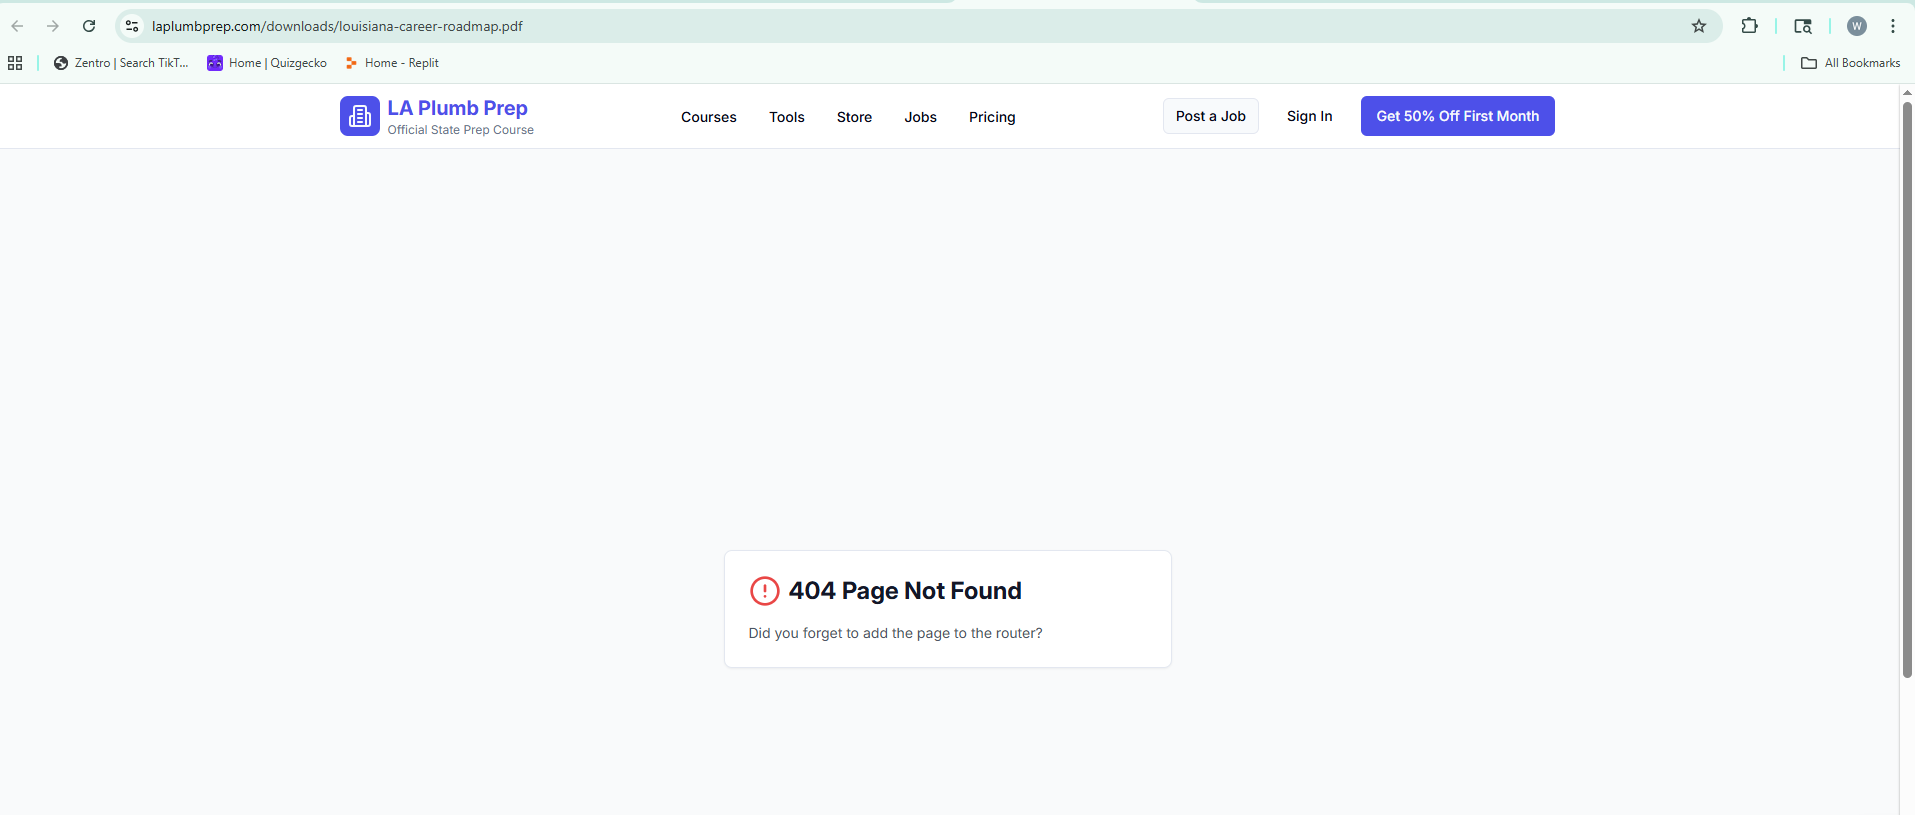 laplumbprep.com/downloads/louisiana-career-roadmap.pdf
W
Zentro | Search TikT...
Home | Quizgecko
Home - Replit
All Bookmarks
LA Plumb Prep
Official State Prep Course
Courses
Tools
Store
Jobs
Pricing
Post a Job
Sign In
Get 50% Off First Month
404 Page Not Found
Did you forget to add the page to the router?